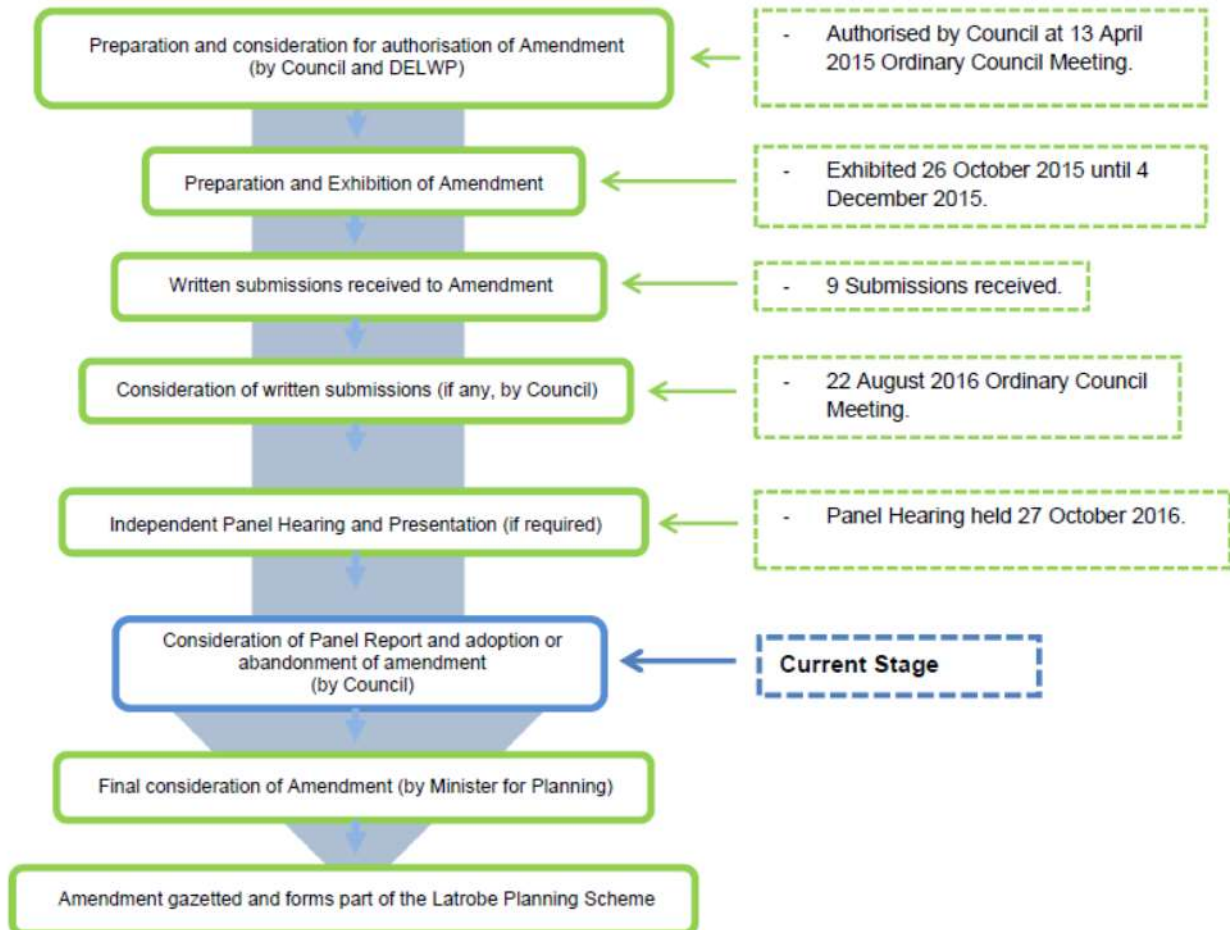 Preparation and consideration for authorisation of Amendment
(by Council and DELWP)
- Authorised by Council at 13 April
2015 Ordinary Council Meeting.
Preparation and Exhibition of Amendment
- Exhibited 26 October 2015 until 4
December 2015.
Written submissions received to Amendment
- 9 Submissions received.
Consideration of written submissions (if any, by Council)
- 22 August 2016 Ordinary Council
Meeting.
Independent Panel Hearing and Presentation (if required)
- Panel Hearing held 27 October 2016.
Consideration of Panel Report and adoption or
abandonment of amendment
(by Council)
Current Stage
Final consideration of Amendment (by Minister for Planning)
Amendment gazetted and forms part of the Latrobe Planning Scheme